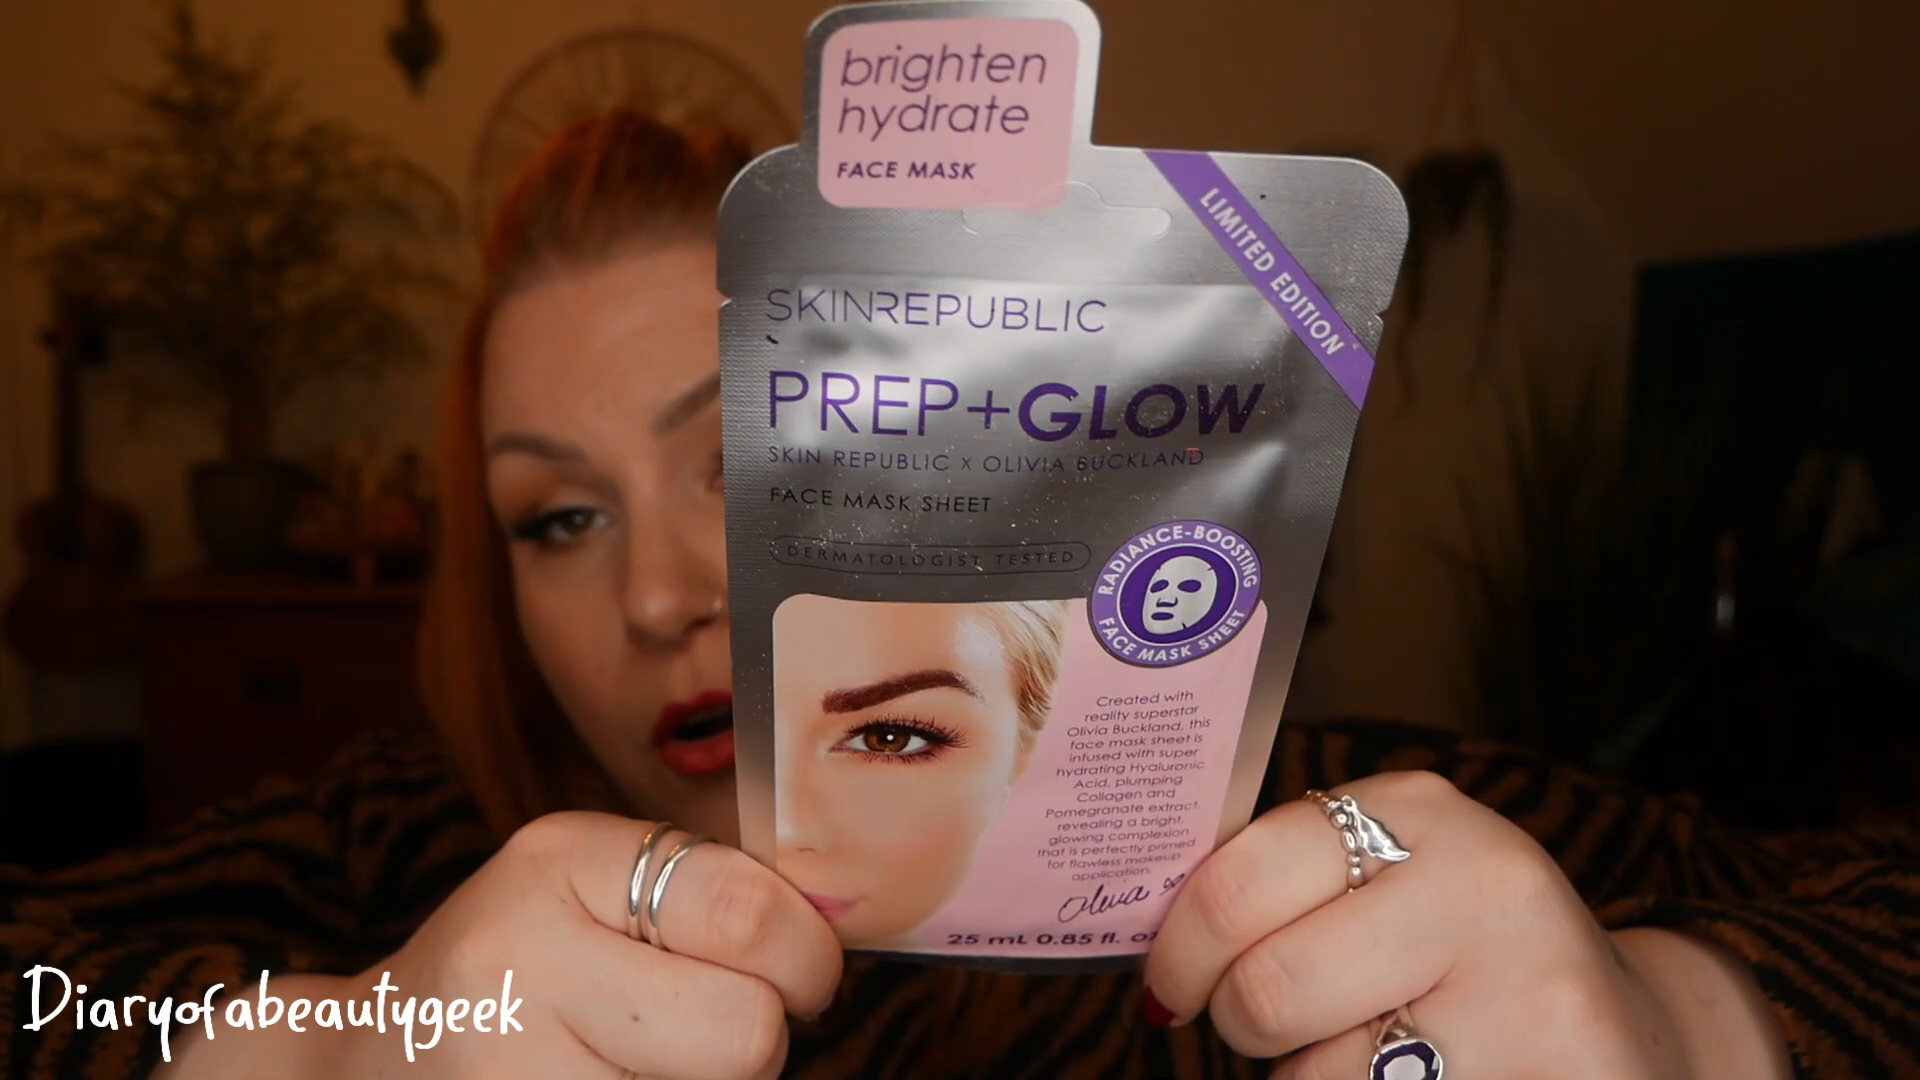 brighten
hydrate
FACE MASK
LIMITED EDITION
SKINREPUBLIC
PREP+GLOW
SKIN REPUBLIC X OLIVIA BUCKLAND
FACE MASK SHEET
DERMATOLOGIST TESTED
RADIANCE-BOOSTING
FACE MASK SHEET
Created with
reality superstar
Olivia Buckland, this
face mask sheet is
infused with super
hydrating Hyaluronic
Acid, plumping
Collagen and
Pomegranate extract,
revealing a bright,
glowing complexion
that is perfectly primed
for flawless makeup
application.
Olivia
25 mL 0.85 fl. oz
Diaryofabeautygeek